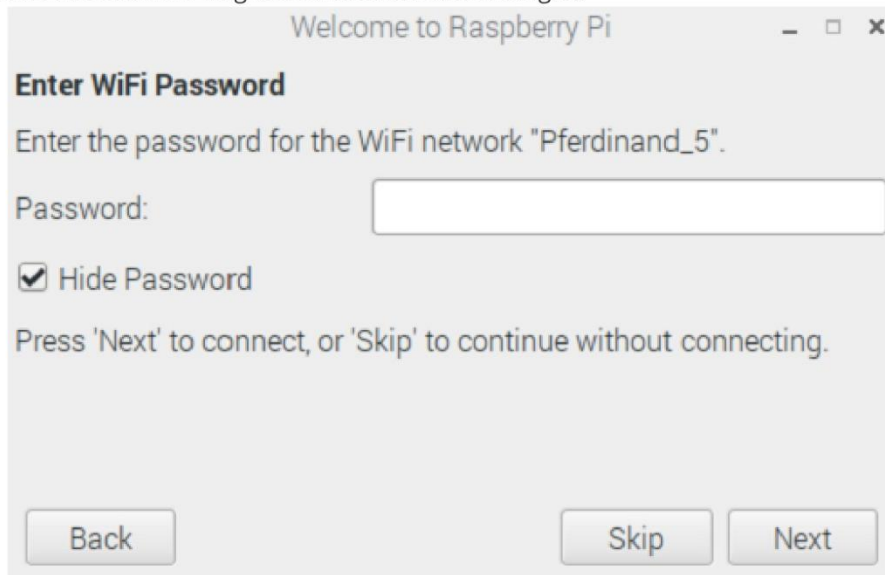 Welcome to Raspberry Pi
Enter WiFi Password
Enter the password for the WiFi network "Pferdinand_5".
Password:
Hide Password
Press 'Next' to connect, or 'Skip' to continue without connecting.
Back Skip Next